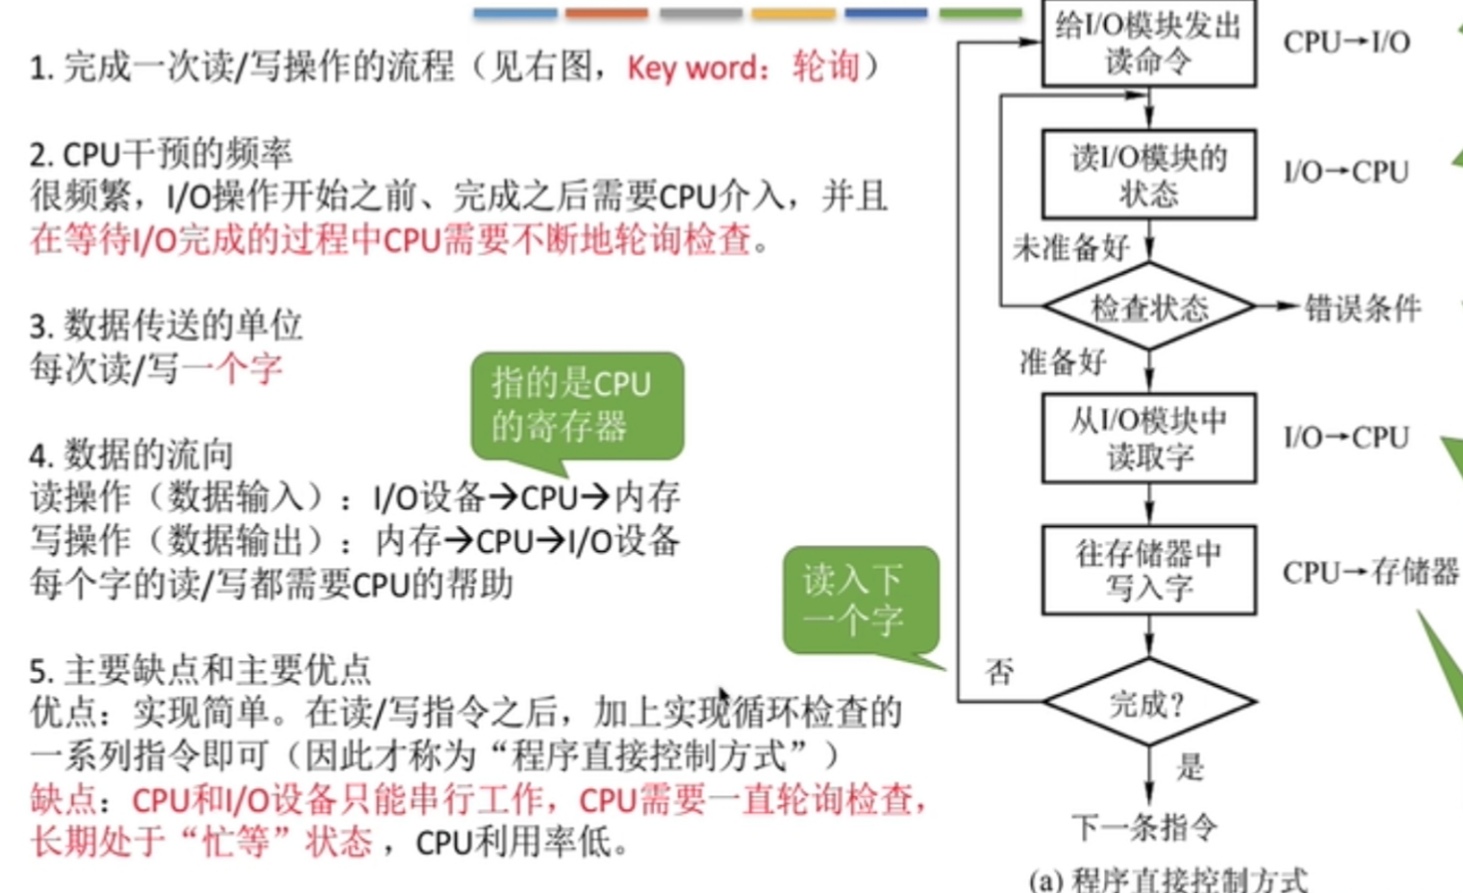 1. 完成一次读/写操作的流程（见右图，Key word：轮询）
2. CPU干预的频率
很频繁，I/O操作开始之前、完成之后需要CPU介入，并且
在等待I/O完成的过程中CPU需要不断地轮询检查。
3. 数据传送的单位
每次读/写一个字
指的是CPU
的寄存器
4. 数据的流向
读操作（数据输入）：I/O设备→CPU→内存
写操作（数据输出）：内存→CPU→I/O设备
每个字的读/写都需要CPU的帮助
5. 主要缺点和主要优点
优点：实现简单。在读/写指令之后，加上实现循环检查的
一系列指令即可（因此才称为“程序直接控制方式”）
缺点：CPU和I/O设备只能串行工作，CPU需要一直轮询检查，
长期处于“忙等”状态，CPU利用率低。
给I/O模块发出
读命令
CPU→I/O
读I/O模块的
状态
I/O→CPU
未准备好
检查状态
错误条件
准备好
从I/O模块中
读取字
I/O→CPU
往存储器中
写入字
CPU→存储器
读入下
一个字
否
完成？
是
下一条指令
(a) 程序直接控制方式